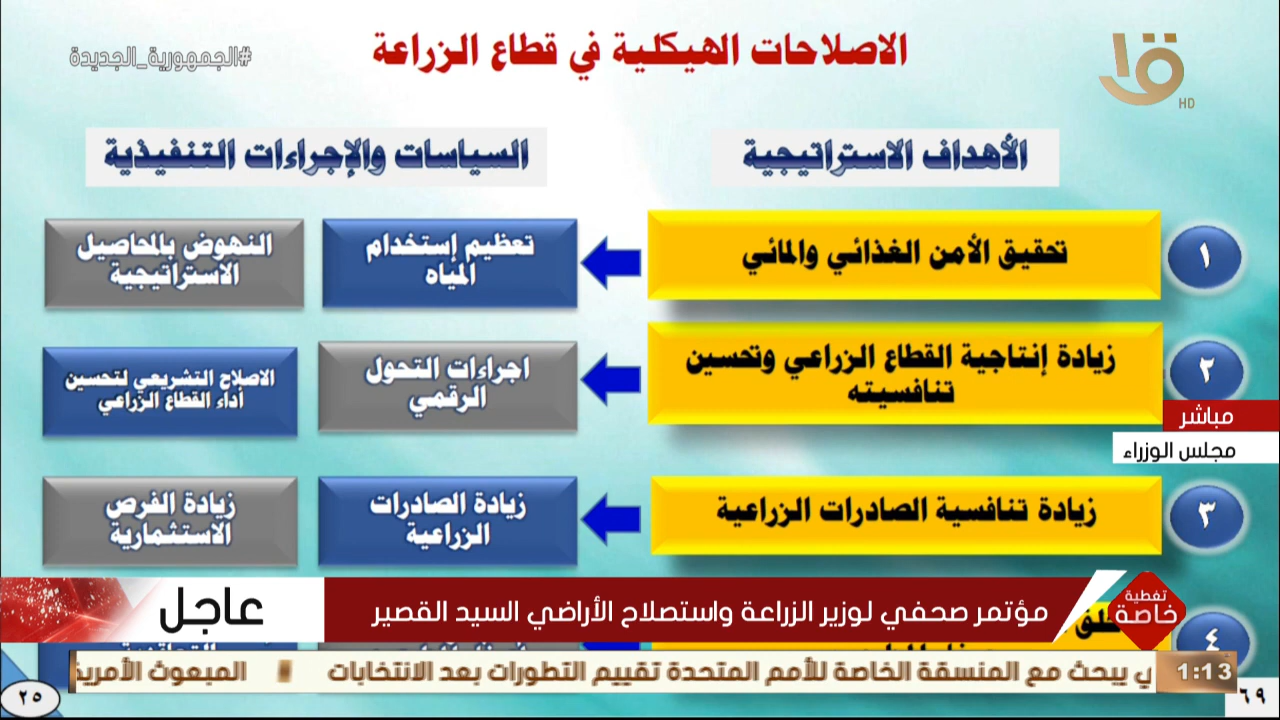 #الجمهورية_الجديدة
الاصلاحات الهيكلية في قطاع الزراعة
HD
الأهداف الاستراتيجية
السياسات والإجراءات التنفيذية
١
تحقيق الأمن الغذائي والمائي
تعظيم إستخدام
المياه
النهوض بالمحاصيل
الاستراتيجية
٢
زيادة إنتاجية القطاع الزراعي وتحسين
تنافسيته
اجراءات التحول
الرقمي
الاصلاح التشريعي لتحسين
أداء القطاع الزراعي
مباشر
مجلس الوزراء
٣
زيادة تنافسية الصادرات الزراعية
زيادة الصادرات
الزراعية
زيادة الفرص
الاستثمارية
تغطية
خاصة
مؤتمر صحفي لوزير الزراعة واستصلاح الأراضي السيد القصير
عاجل
٤
1:13
يبحث مع المنسقة الخاصة للأمم المتحدة تقييم التطورات بعد الانتخابات
المبعوث
٦٩
٢٥